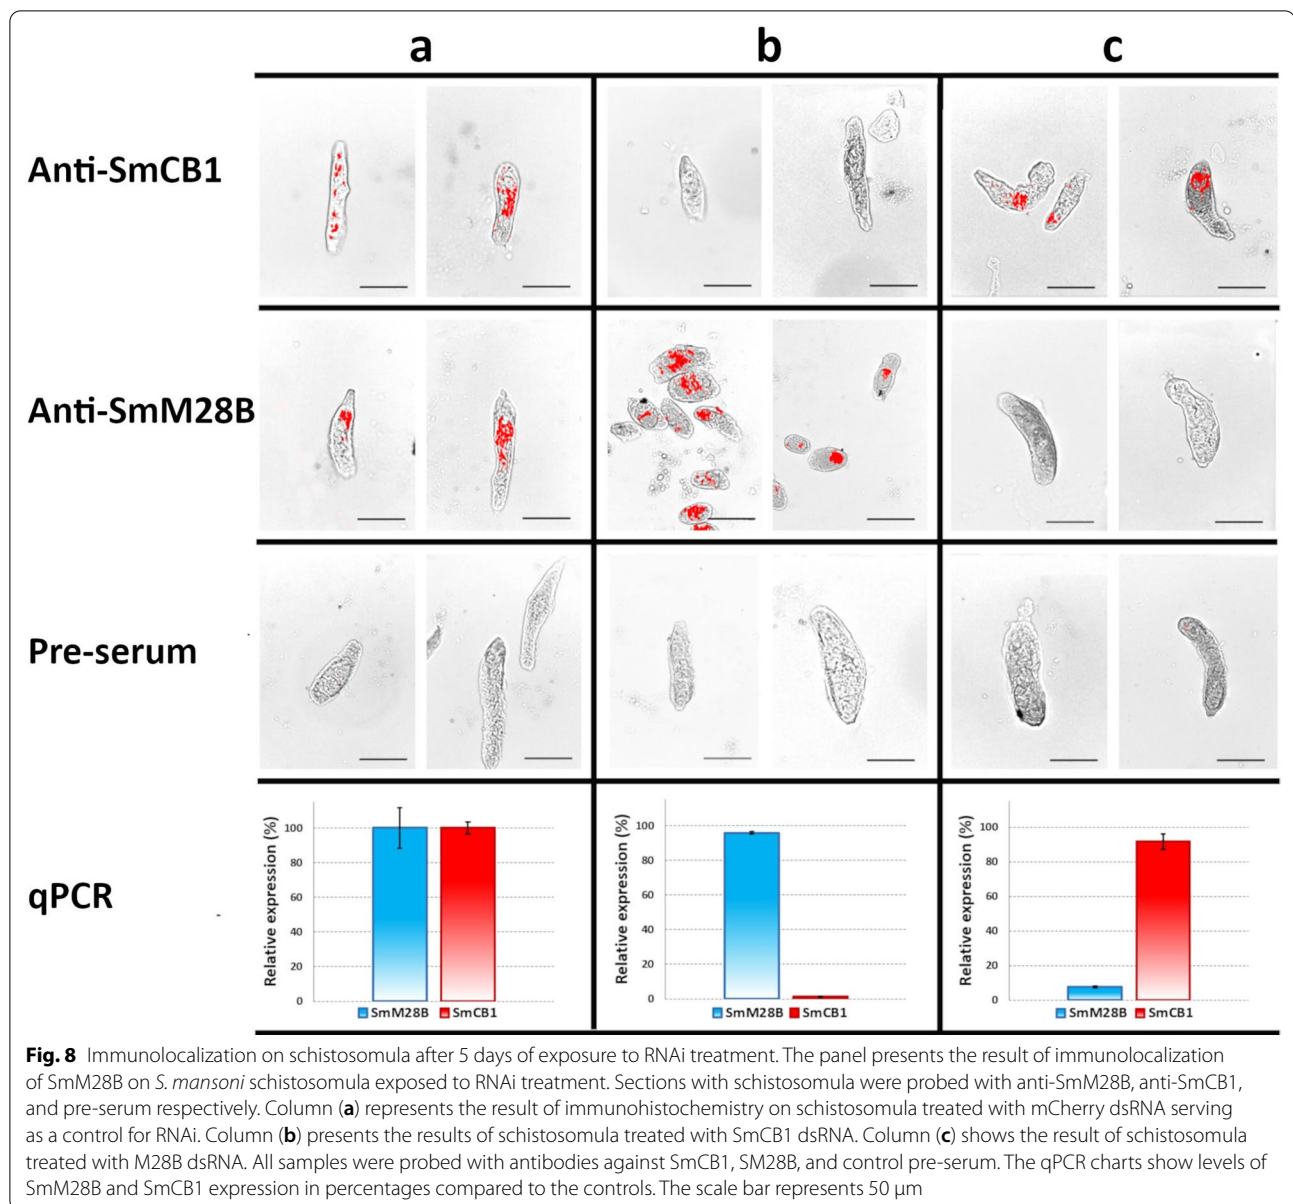 a b c
Anti-SmCB1
Anti-SmM28B
Pre-serum
qPCR
Relative expression (%)
100
80
60
40
20
0
SmM28B SmCB1
Relative expression (%)
100
80
60
40
20
0
SmM28B SmCB1
Relative expression (%)
100
80
60
40
20
0
SmM28B SmCB1
Fig. 8 Immunolocalization on schistosomula after 5 days of exposure to RNAi treatment. The panel presents the result of immunolocalization
of SmM28B on S. mansoni schistosomula exposed to RNAi treatment. Sections with schistosomula were probed with anti-SmM28B, anti-SmCB1,
and pre-serum respectively. Column (a) represents the result of immunohistochemistry on schistosomula treated with mCherry dsRNA serving
as a control for RNAi. Column (b) presents the results of schistosomula treated with SmCB1 dsRNA. Column (c) shows the result of schistosomula
treated with M28B dsRNA. All samples were probed with antibodies against SmCB1, SM28B, and control pre-serum. The qPCR charts show levels of
SmM28B and SmCB1 expression in percentages compared to the controls. The scale bar represents 50 μm